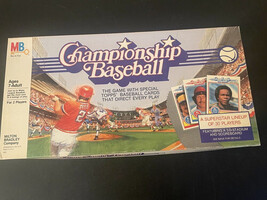 MB
Championship
Baseball
Ages
7-Adult
For 2 Players
THE GAME WITH SPECIAL
TOPPS BASEBALL CARDS
THAT DIRECT EVERY PLAY
A SUPERSTAR LINEUP
OF 30 PLAYERS
MILTON
BRADLEY
Company